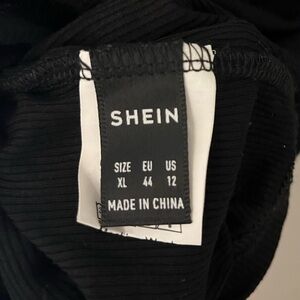 SHEIN
SIZE EU US
XL 44 12
MADE IN CHINA